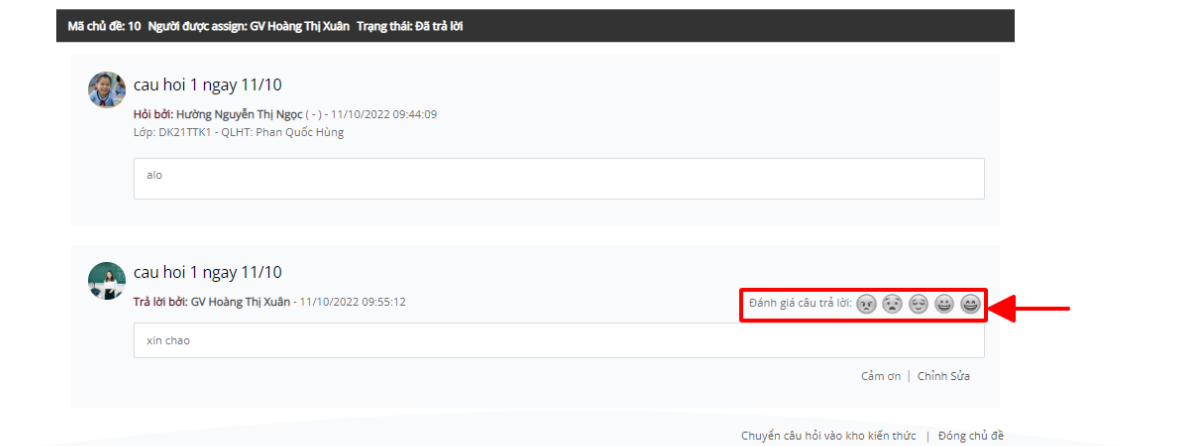 Mã chủ đề: 10 Người được assign: GV Hoàng Thị Xuân Trạng thái: Đã trả lời
cau hoi 1 ngay 11/10
Hỏi bởi: Hường Nguyễn Thị Ngọc ( - ) - 11/10/2022 09:44:09
Lớp: DK21TTK1 - QLHT: Phan Quốc Hùng
alo
cau hoi 1 ngay 11/10
Trả lời bởi: GV Hoàng Thị Xuân - 11/10/2022 09:55:12
Đánh giá câu trả lời:
xin chao
Cảm ơn | Chỉnh Sửa
Chuyển câu hỏi vào kho kiến thức | Đóng chủ đề